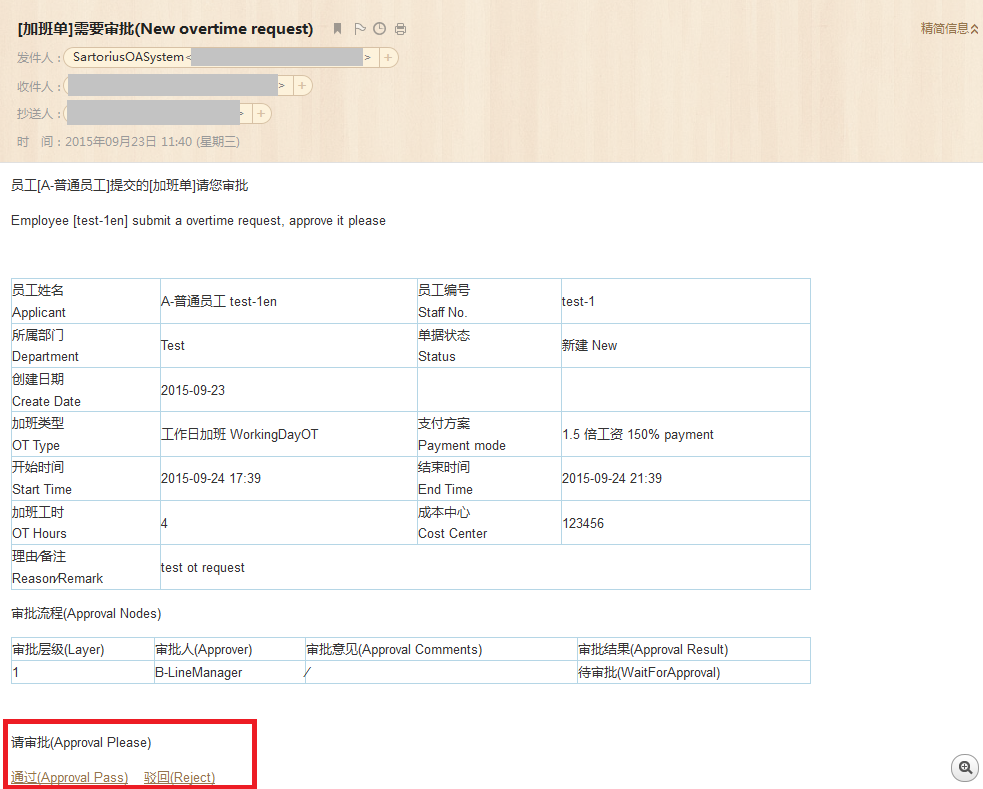 [加班单]需要审批(New overtime request)
精简信息
发件人： SartoriusOASystem< > +
收件人： > +
抄送人： > +
时 间：2015年09月23日 11:40 (星期三)
员工[A-普通员工]提交的[加班单]请您审批
Employee [test-1en] submit a overtime request, approve it please
员工姓名
Applicant
A-普通员工 test-1en
员工编号
Staff No.
test-1
所属部门
Department
Test
单据状态
Status
新建 New
创建日期
Create Date
2015-09-23
加班类型
OT Type
工作日加班 WorkingDayOT
支付方案
Payment mode
1.5 倍工资 150% payment
开始时间
Start Time
2015-09-24 17:39
结束时间
End Time
2015-09-24 21:39
加班工时
OT Hours
4
成本中心
Cost Center
123456
理由/备注
Reason/Remark
test ot request
审批流程(Approval Nodes)
审批层级(Layer) 审批人(Approver) 审批意见(Approval Comments) 审批结果(Approval Result)
1 B-LineManager / 待审批(WaitForApproval)
请审批(Approval Please)
通过(Approval Pass) 驳回(Reject)